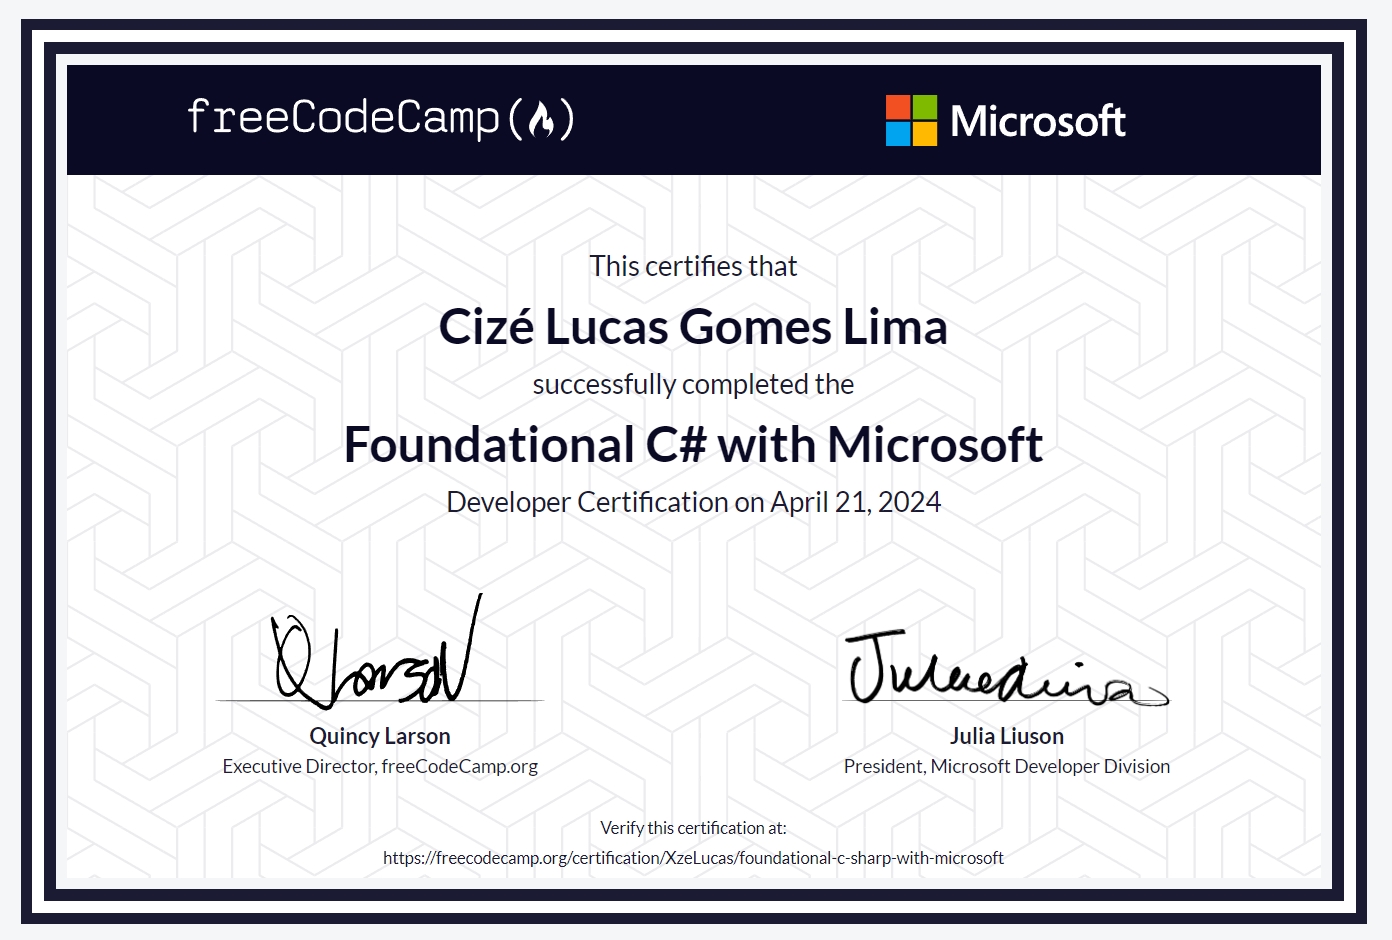 freeCodeCamp
Microsoft
This certifies that
Cizé Lucas Gomes Lima
successfully completed the
Foundational C# with Microsoft
Developer Certification on April 21, 2024
Quincy Larson
Executive Director, freeCodeCamp.org
Julia Liuson
President, Microsoft Developer Division
Verify this certification at:
https://freecodecamp.org/certification/XzeLucas/foundational-c-sharp-with-microsoft